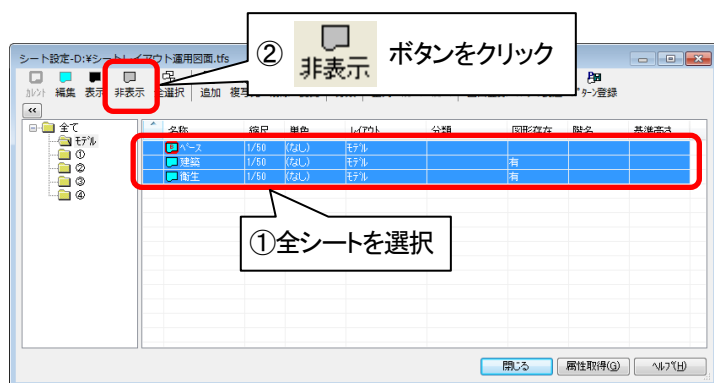 シート設定-D:¥シートレイアウト運用図面.tfs
② 非表示 ボタンをクリック
ｶﾚﾝﾄ 編集 表示 非表示 全選択 追加 ﾊﾟﾀｰﾝ登録
<<
全て
ﾓﾃﾞﾙ
①
②
③
④
名称 縮尺 単色 ﾚｲｱｳﾄ 分類 図形存在 階名 基準高さ
ﾍﾞｰｽ 1/50 (なし) ﾓﾃﾞﾙ
建築 1/50 (なし) ﾓﾃﾞﾙ 有
衛生 1/50 (なし) ﾓﾃﾞﾙ 有
①全シートを選択
閉じる 属性取得(G) ﾍﾙﾌﾟ(H)